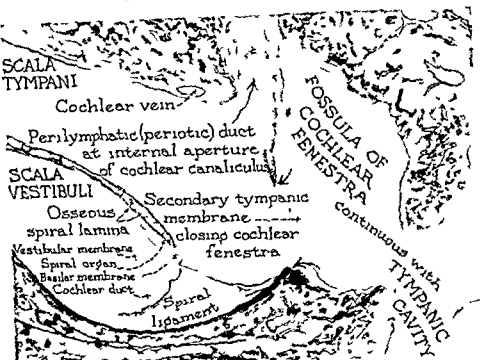 SCALA
TYMPANI
Cochlear vein
Perilymphatic (periotic) duct
at internal aperture
of cochlear canaliculus
SCALA
VESTIBULI
Osseous
spiral lamina
Vestibular membrane
Spiral organ
Basilar membrane
Cochlear duct
Spiral
ligament
Secondary tympanic
membrane
closing cochlear
fenestra
FOSSULA OF
COCHLEAR
FENESTRA
continuous with
TYMPANIC
CAVITY